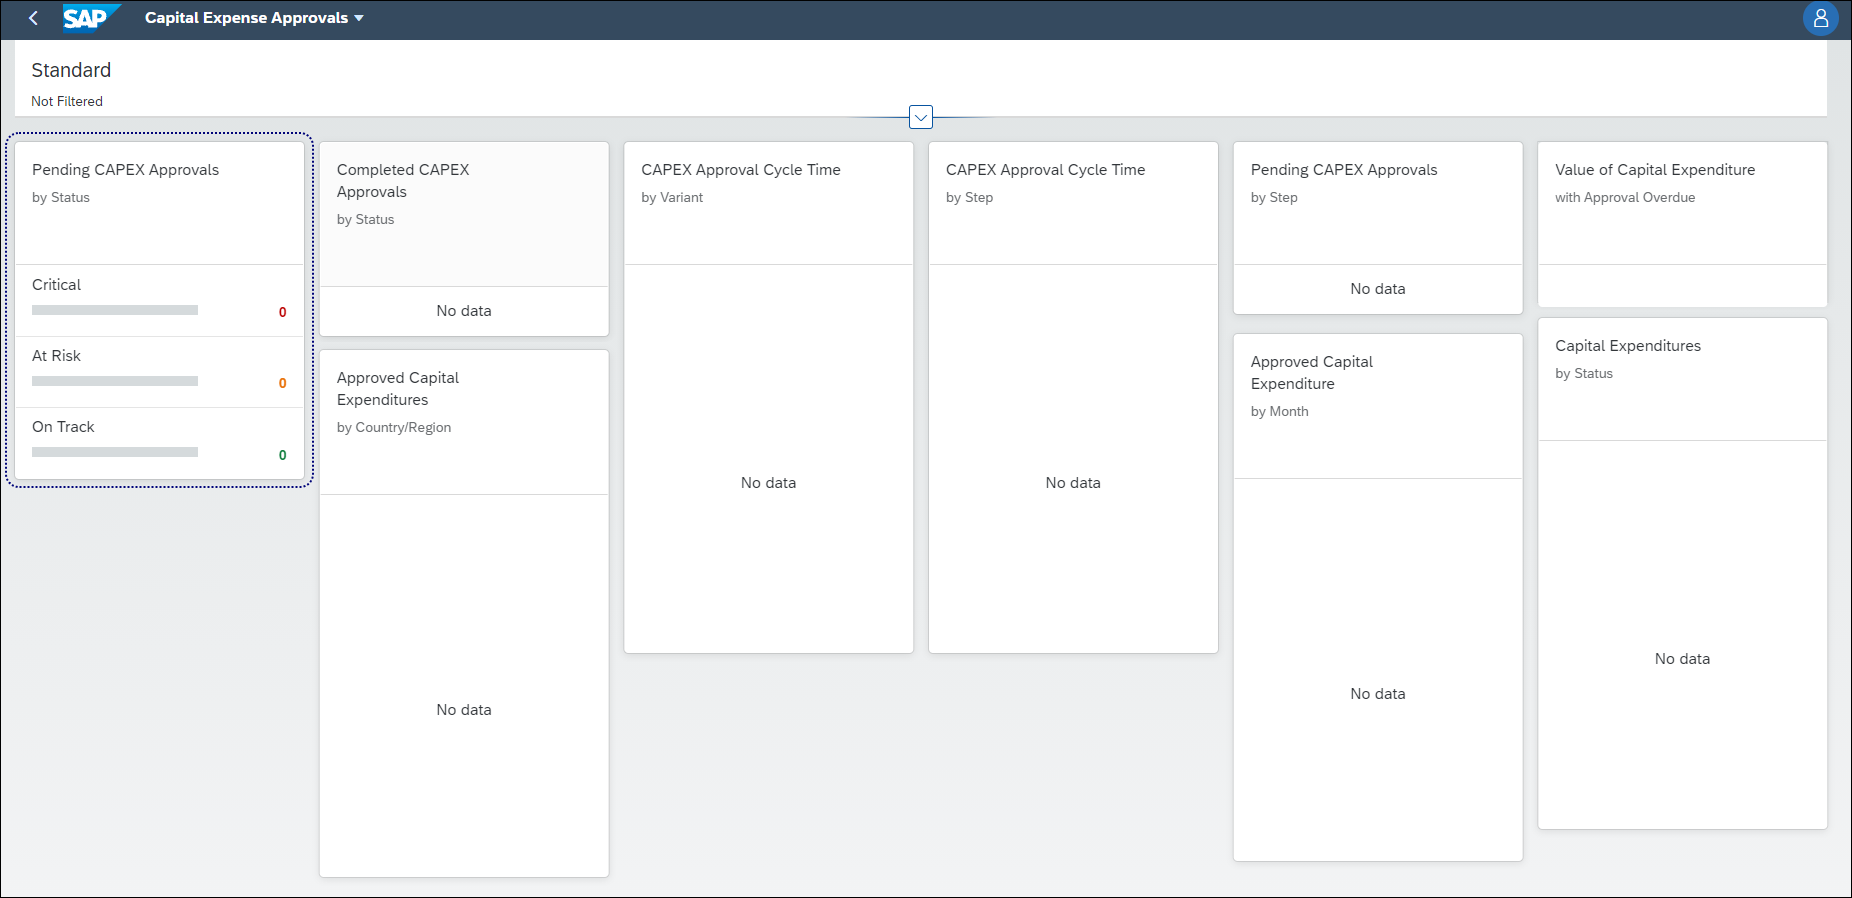 SAP
Capital Expense Approvals
Standard
Not Filtered
Pending CAPEX Approvals
by Status
Critical
0
At Risk
0
On Track
0
Completed CAPEX
Approvals
by Status
No data
Approved Capital
Expenditures
by Country/Region
No data
CAPEX Approval Cycle Time
by Variant
No data
CAPEX Approval Cycle Time
by Step
No data
Pending CAPEX Approvals
by Step
No data
Approved Capital
Expenditure
by Month
No data
Value of Capital Expenditure
with Approval Overdue
Capital Expenditures
by Status
No data